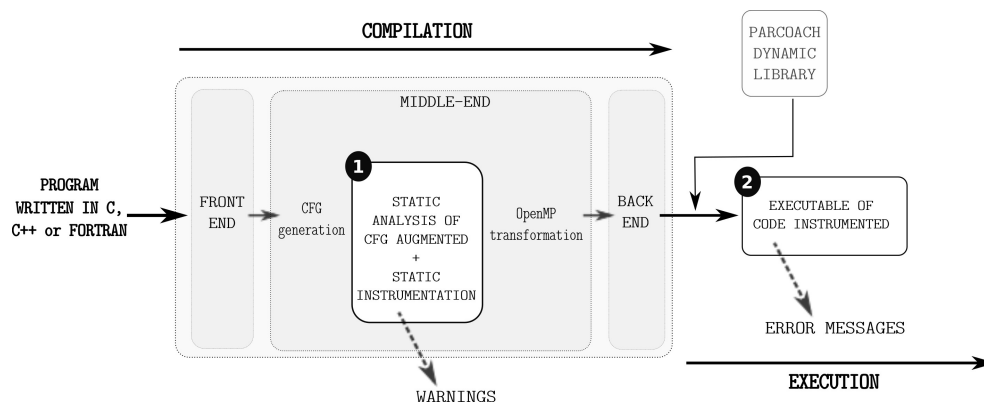 COMPILATION
PARCOACH
DYNAMIC
LIBRARY
MIDDLE-END
1
PROGRAM
WRITTEN IN C,
C++ or FORTRAN
FRONT
END
CFG
generation
STATIC
ANALYSIS OF
CFG AUGMENTED
+
STATIC
INSTRUMENTATION
OpenMP
transformation
BACK
END
2
EXECUTABLE OF
CODE INSTRUMENTED
ERROR MESSAGES
WARNINGS
EXECUTION